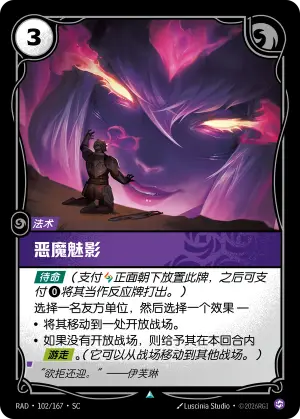 3
法术
恶魔魅影
待命 (支付正面朝下放置此牌，之后可支付0将其当作反应牌打出。)
选择一名友方单位，然后选择一个效果 —
• 将其移动到一处开放战场。
• 如果没有开放战场，则给予其在本回合内
游走。(它可以从战场移动到其他战场。)
"欲拒还迎。"——伊芙琳
RAD • 102/167 • SC
Luscinia Studio
©2026RGI